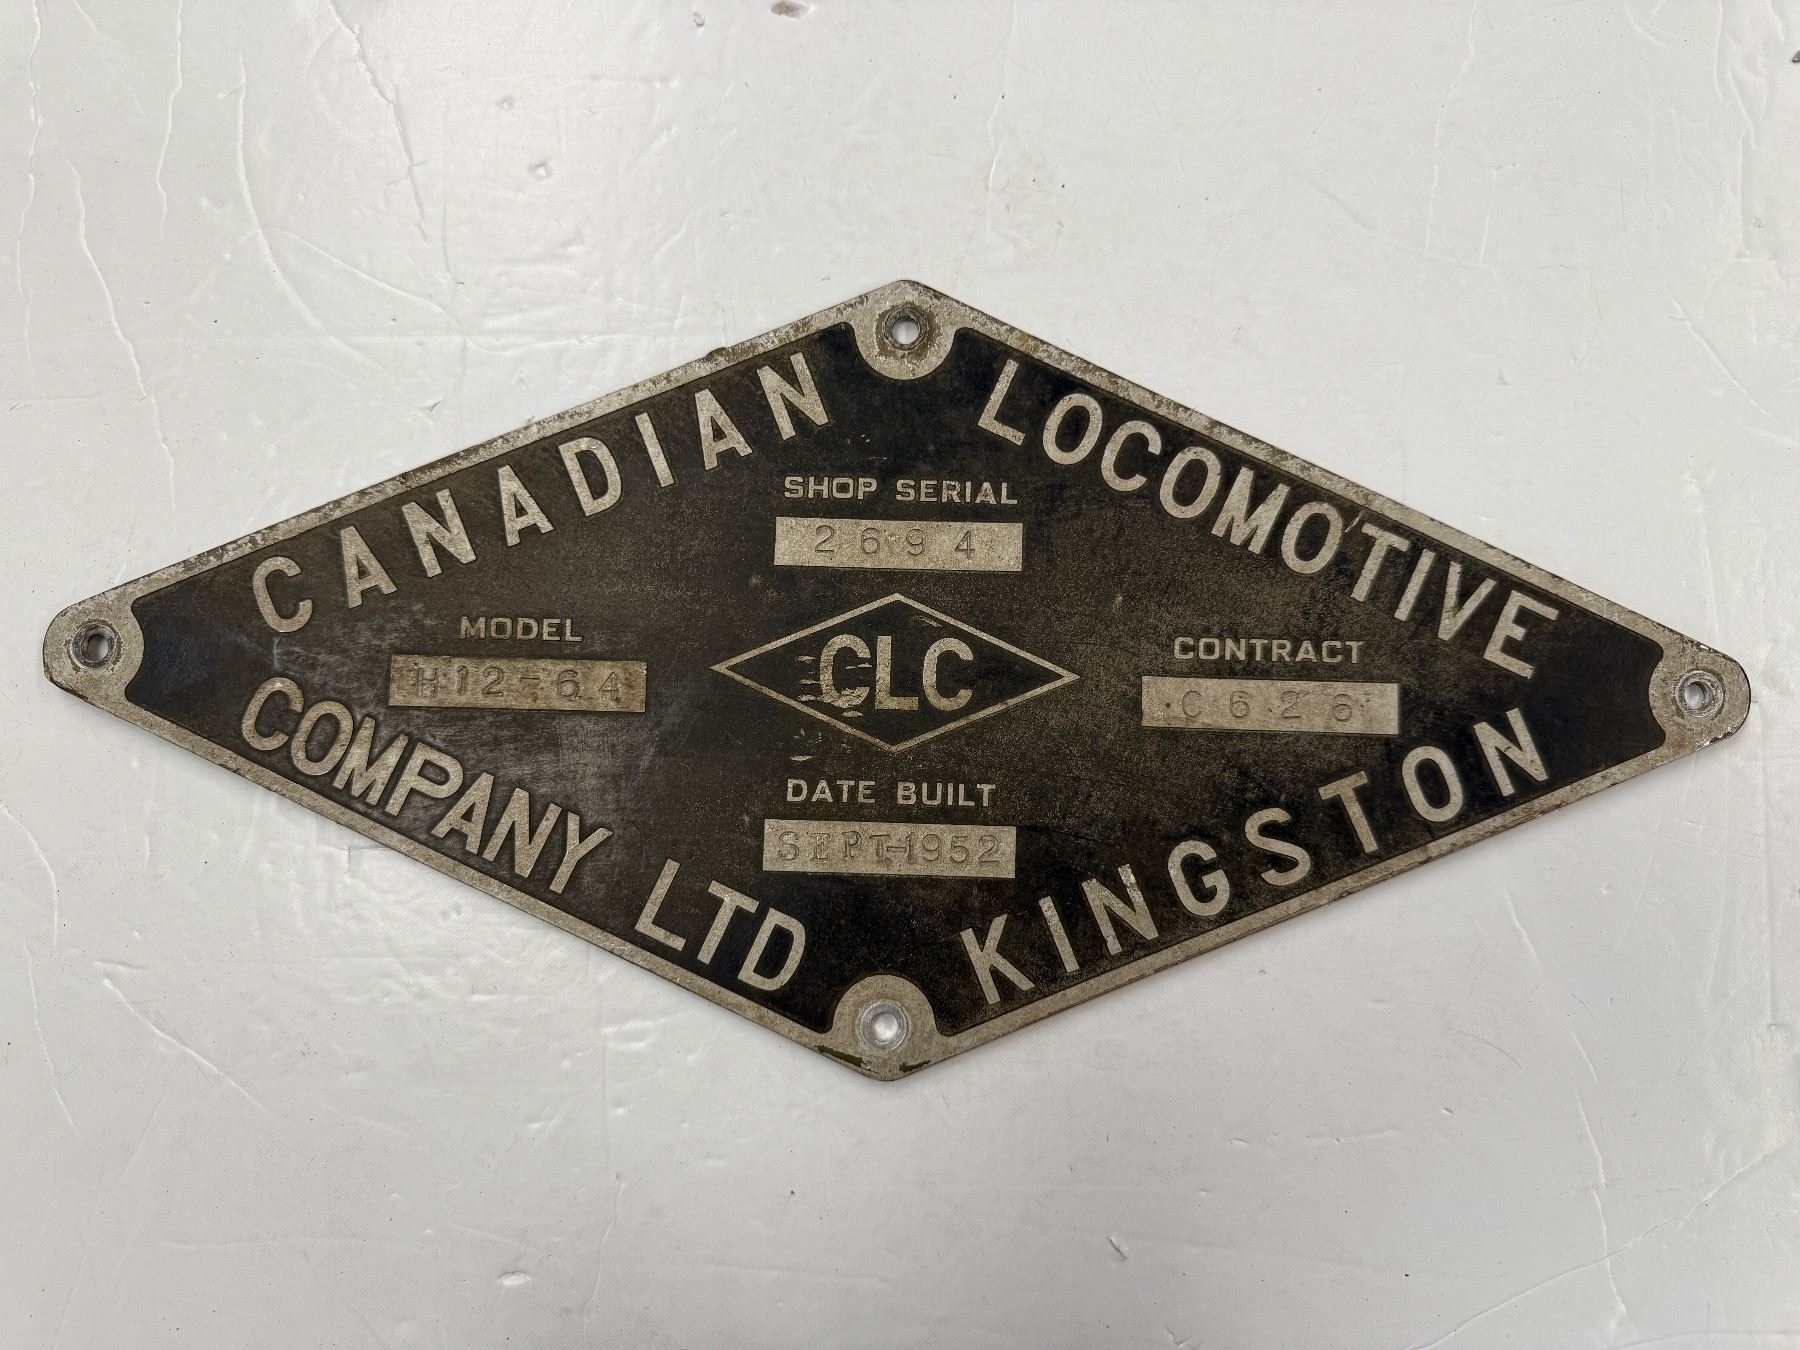 CANADIAN LOCOMOTIVE
COMPANY LTD KINGSTON
SHOP SERIAL
2694
MODEL
H12-64
CLC
CONTRACT
C626
DATE BUILT
SEPT-1952